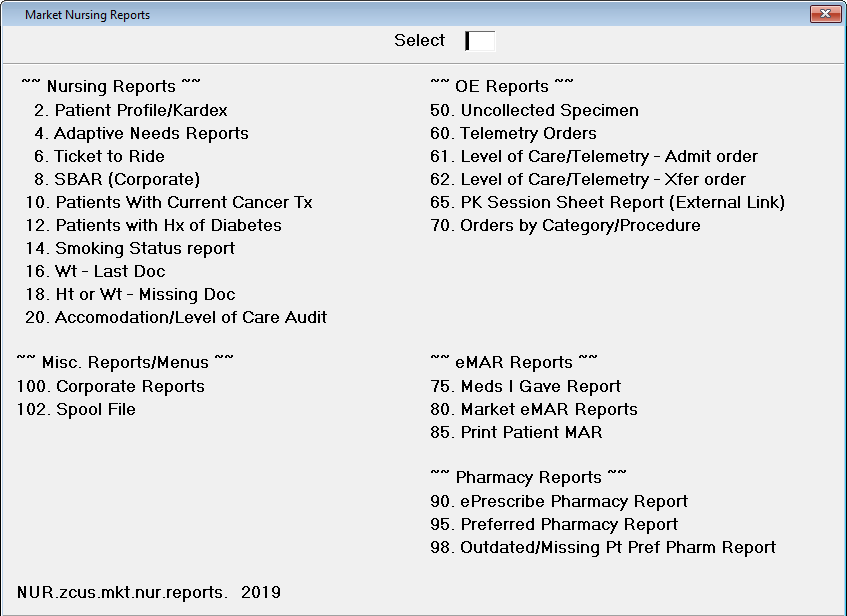 Market Nursing Reports
Select
~~ Nursing Reports ~~
2. Patient Profile/Kardex
4. Adaptive Needs Reports
6. Ticket to Ride
8. SBAR (Corporate)
10. Patients With Current Cancer Tx
12. Patients with Hx of Diabetes
14. Smoking Status report
16. Wt - Last Doc
18. Ht or Wt - Missing Doc
20. Accomodation/Level of Care Audit
~~ OE Reports ~~
50. Uncollected Specimen
60. Telemetry Orders
61. Level of Care/Telemetry - Admit order
62. Level of Care/Telemetry - Xfer order
65. PK Session Sheet Report (External Link)
70. Orders by Category/Procedure
~~ Misc. Reports/Menus ~~
100. Corporate Reports
102. Spool File
~~ eMAR Reports ~~
75. Meds I Gave Report
80. Market eMAR Reports
85. Print Patient MAR
~~ Pharmacy Reports ~~
90. ePrescribe Pharmacy Report
95. Preferred Pharmacy Report
98. Outdated/Missing Pt Pref Pharm Report
NUR.zcus.mkt.nur.reports. 2019